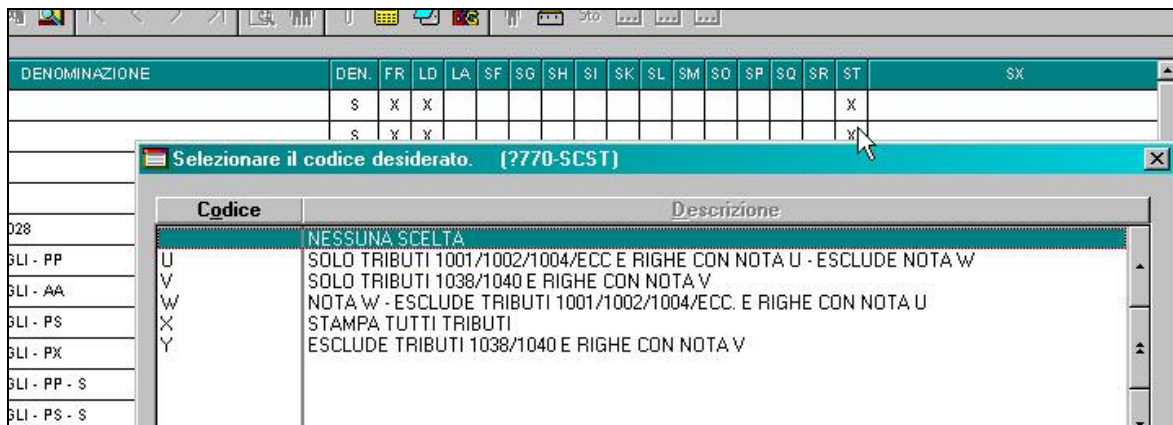 Sto
DENOMINAZIONE DEN. FR LD LA SF SG SH SI SK SL SM SO SP SQ SR ST SX
S X X X
S X X X
Selezionare il codice desiderato. (?770-SCST)
Codice Descrizione
NESSUNA SCELTA
U SOLO TRIBUTI 1001/1002/1004/ECC E RIGHE CON NOTA U - ESCLUDE NOTA W
V SOLO TRIBUTI 1038/1040 E RIGHE CON NOTA V
W NOTA W - ESCLUDE TRIBUTI 1001/1002/1004/ECC. E RIGHE CON NOTA U
X STAMPA TUTTI TRIBUTI
Y ESCLUDE TRIBUTI 1038/1040 E RIGHE CON NOTA V
028
GLI - PP
GLI - AA
GLI - PS
GLI - PX
GLI - PP - S
GLI - PS - S